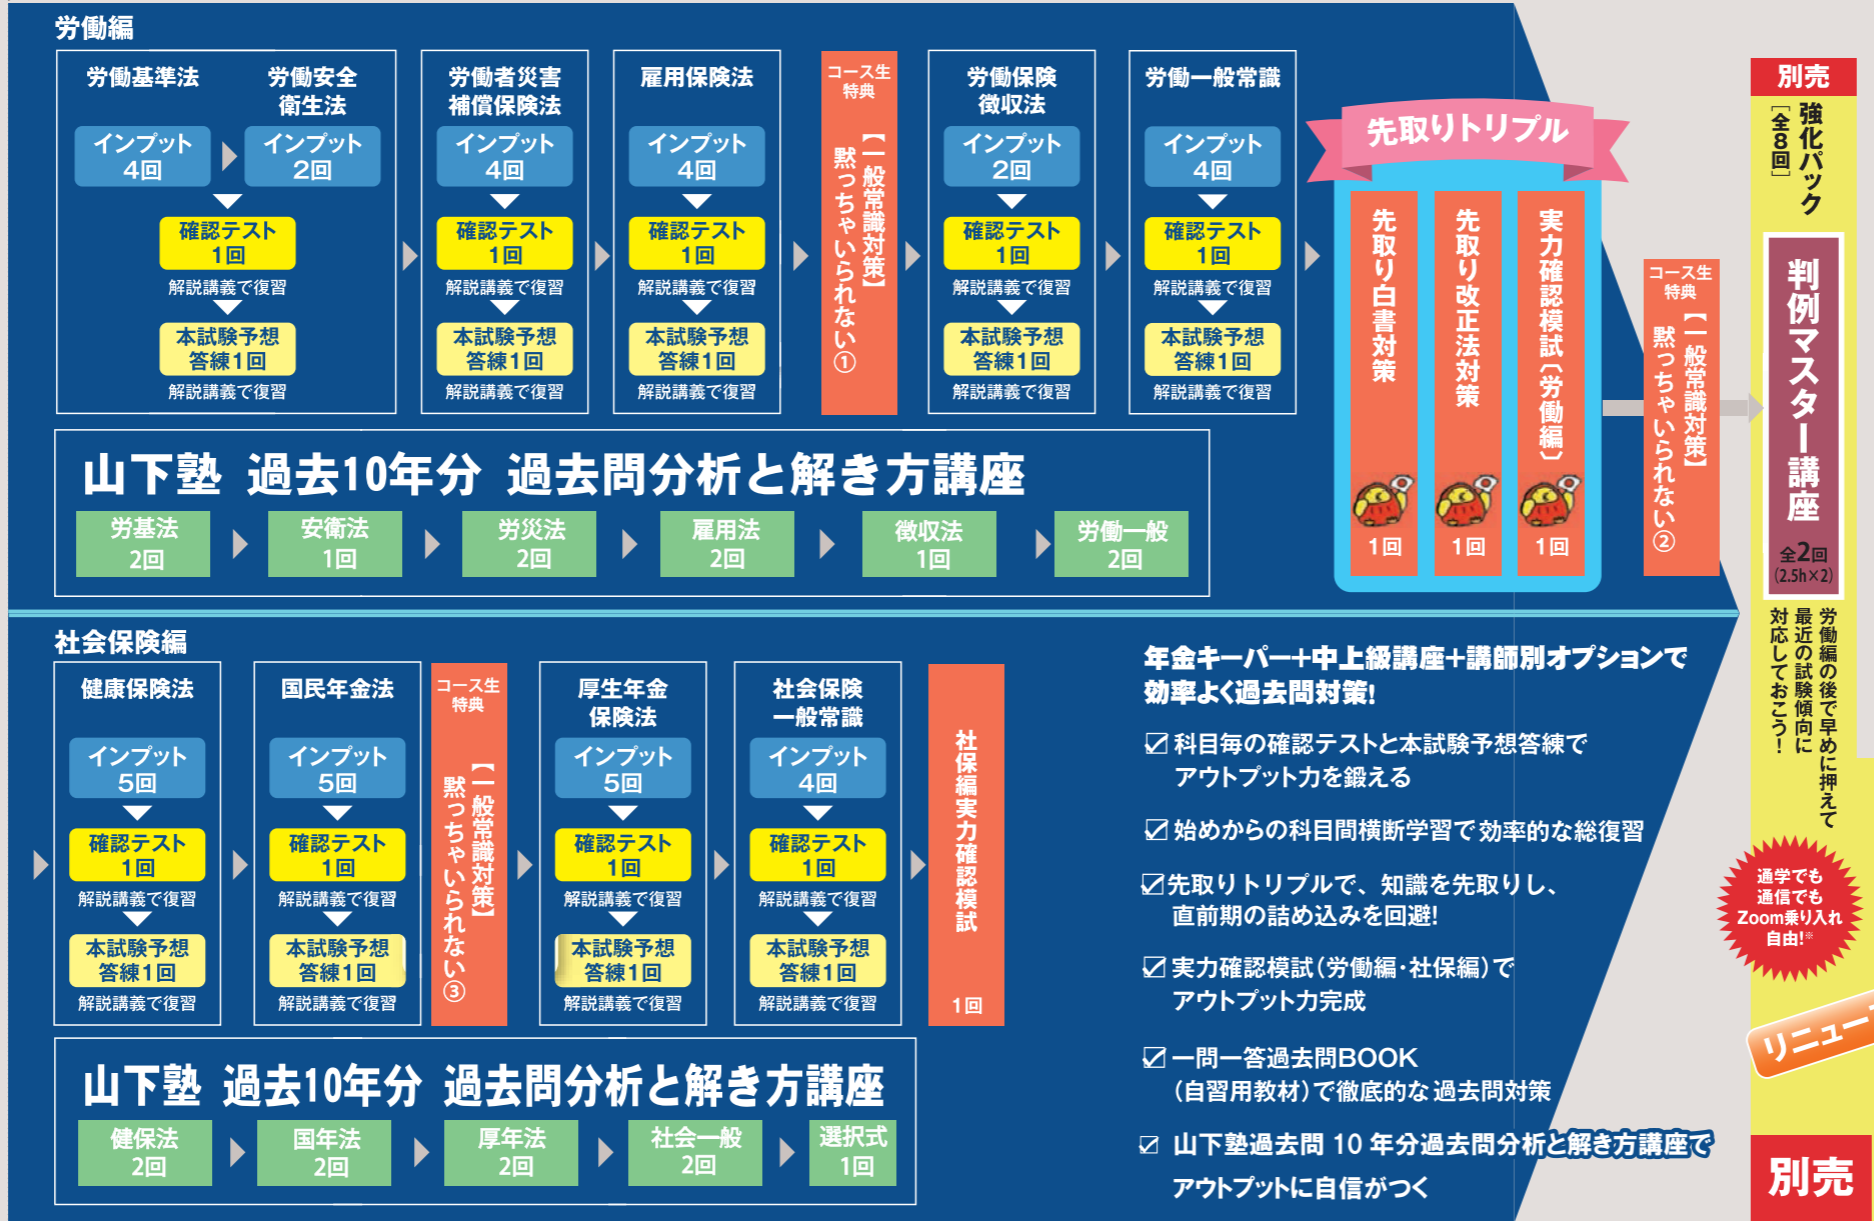 労働編
労働基準法
インプット
4回
労働安全
衛生法
インプット
2回
確認テスト
1回
解説講義で復習
本試験予想
答練1回
解説講義で復習
労働者災害
補償保険法
インプット
4回
確認テスト
1回
解説講義で復習
本試験予想
答練1回
解説講義で復習
雇用保険法
インプット
4回
確認テスト
1回
解説講義で復習
本試験予想
答練1回
解説講義で復習
コース生
特典
【一般常識対策】
黙っちゃいられない①
労働保険
徴収法
インプット
2回
確認テスト
1回
解説講義で復習
本試験予想
答練1回
解説講義で復習
労働一般常識
インプット
4回
確認テスト
1回
解説講義で復習
本試験予想
答練1回
解説講義で復習
先取りトリプル
先取り白書対策
1回
先取り改正法対策
1回
実力確認模試〔労働編〕
1回
コース生
特典
【一般常識対策】
黙っちゃいられない②
山下塾 過去10年分 過去問分析と解き方講座
労基法
2回
安衛法
1回
労災法
2回
雇用法
2回
徴収法
1回
労働一般
2回
社会保険編
健康保険法
インプット
5回
確認テスト
1回
解説講義で復習
本試験予想
答練1回
解説講義で復習
国民年金法
インプット
5回
確認テスト
1回
解説講義で復習
本試験予想
答練1回
解説講義で復習
コース生
特典
【一般常識対策】
黙っちゃいられない③
厚生年金
保険法
インプット
5回
確認テスト
1回
解説講義で復習
本試験予想
答練1回
解説講義で復習
社会保険
一般常識
インプット
4回
確認テスト
1回
解説講義で復習
本試験予想
答練1回
解説講義で復習
社保編実力確認模試
1回
山下塾 過去10年分 過去問分析と解き方講座
健保法
2回
国年法
2回
厚年法
2回
社会一般
2回
選択式
1回
年金キーパー+中上級講座+講師別オプションで
効率よく過去問対策!
☑科目毎の確認テストと本試験予想答練で
アウトプット力を鍛える
☑始めからの科目間横断学習で効率的な総復習
☑先取りトリプルで、知識を先取りし、
直前期の詰め込みを回避!
☑実力確認模試(労働編・社保編)で
アウトプット力完成
☑一問一答過去問BOOK
(自習用教材)で徹底的な過去問対策
☑ 山下塾過去問 10 年分過去問分析と解き方講座で
アウトプットに自信がつく
別売
強化パック
［全8回］
判例マスター講座
全2回
(2.5h×2)
労働編の後で早めに押えて
最近の試験傾向に
対応しておこう!
通学でも
通信でも
Zoom乗り入れ
自由!※
リニュー
別売